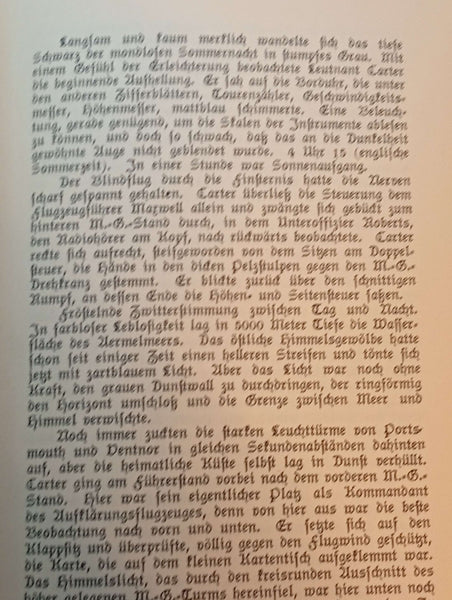 Langsam und kaum merklich wandelte sich das tiefe
Schwarz der mondlosen Sommernacht in stumpfes Grau. Mit
einem Gefühl der Erleichterung beobachtete Leutnant Carter
die beginnende Aufhellung. Er sah auf die Borduhr, die unter
den anderen Zifferblättern, Tourenzähler, Geschwindigkeits-
messer, Höhenmesser, mattblau schimmerte. Eine Beleuch-
tung, gerade genügend, um die Skalen der Instrumente ablesen
zu können, und doch so schwach, daß das an die Dunkelheit
gewöhnte Auge nicht geblendet wurde. 4 Uhr 15 (englische
Sommerzeit). In einer Stunde war Sonnenaufgang.
Der Blindflug durch die Finsternis hatte die Nerven
scharf gespannt gehalten. Carter überließ die Steuerung dem
Flugzeugführer Maxwell allein und zwängte sich gebückt zum
hinteren M.-G.-Stand durch, in dem Unteroffizier Roberts,
den Radiohörer am Kopf, nach rückwärts beobachtete. Carter
reckte sich aufrecht, steifgeworden von dem Sitzen am Doppel-
steuer, die Hände in den dicken Pelzstulpen gegen den M.-G.-
Drehkranz gestemmt. Er blickte zurück über den schnittigen
Rumpf, an dessen Ende die Höhen- und Seitensteuer saßen.
Fröstelnde Zwitterstimmung zwischen Tag und Nacht.
In farbloser Leblosigkeit lag in 5000 Meter Tiefe die Wasser-
fläche des Aermelmeers. Das östliche Himmelsgewölbe hatte
schon seit einiger Zeit einen helleren Streifen und tönte sich
jetzt mit zartblauem Licht. Aber das Licht war noch ohne
Kraft, den grauen Dunstwall zu durchdringen, der ringförmig
den Horizont umschloß und die Grenze zwischen Meer und
Himmel verwischte.
Noch immer zuckten die starken Leuchttürme von Ports-
mouth und Ventnor in gleichen Sekundenabständen dahinten
auf, aber die heimatliche Küste selbst lag in Dunst verhüllt.
Carter ging am Führerstand vorbei nach dem vorderen M.-G.-
Stand. Hier war sein eigentlicher Platz als Kommandant
des Aufklärungsflugzeuges, denn von hier aus war die beste
Beobachtung nach vorn und unten. Er setzte sich auf den
Klappsitz und überprüfte, völlig gegen den Flugwind geschützt,
die Karte, die auf dem kleinen Kartentisch aufgeklemmt war.
Das Himmelslicht, das durch den kreisrunden Ausschnitt des
höher gelegenen M.-G.-Turms hereinfiel, war hier unten noch